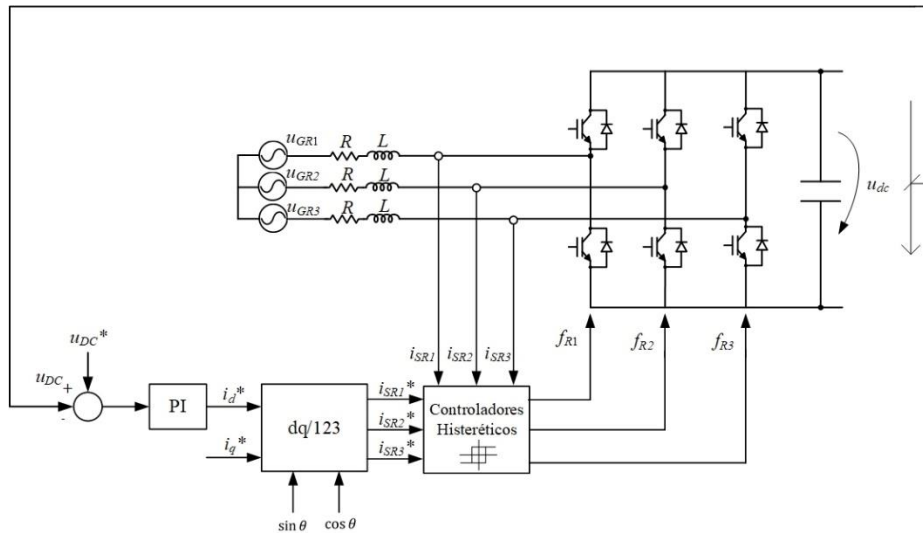 u_GR1 R L
u_GR2 R L
u_GR3 R L
u_dc
f_R1 f_R2 f_R3
i_SR1 i_SR2 i_SR3
u_DC*
u_DC +
-
PI
i_d*
i_q*
dq/123
i_SR1*
i_SR2*
i_SR3*
Controladores
Histeréticos
sin θ cos θ